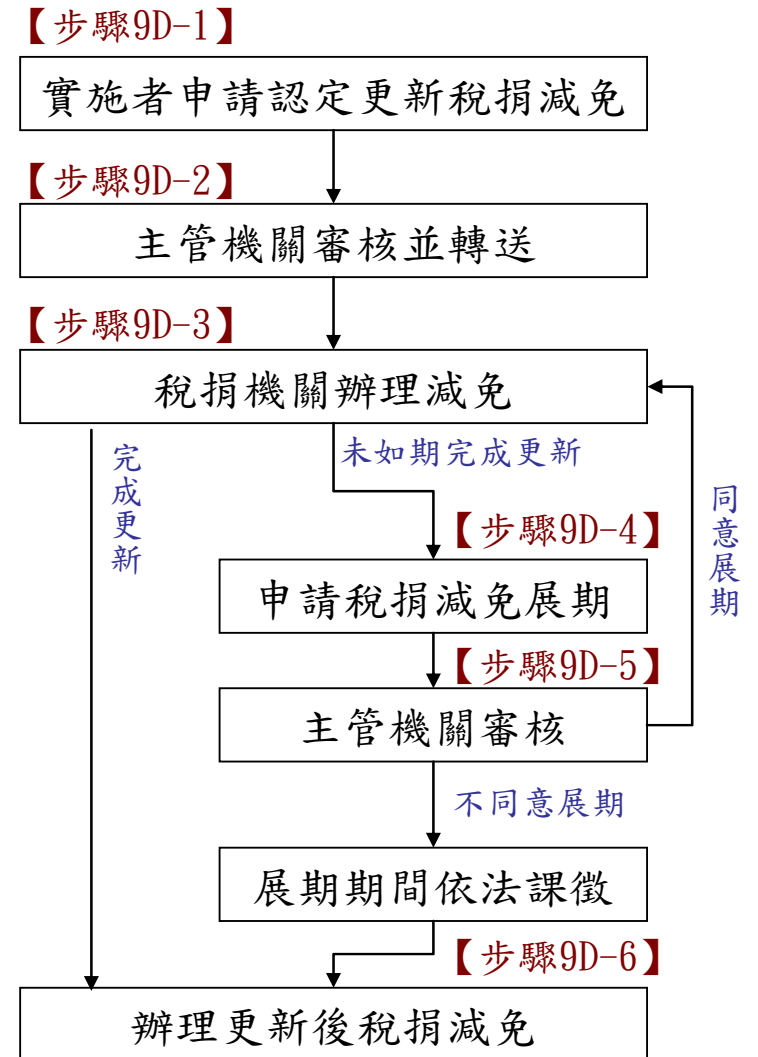 【步驟9D-1】
實施者申請認定更新稅捐減免
【步驟9D-2】
主管機關審核並轉送
【步驟9D-3】
稅捐機關辦理減免
完成更新
未如期完成更新
同意展期
【步驟9D-4】
申請稅捐減免展期
【步驟9D-5】
主管機關審核
不同意展期
展期期間依法課徵
【步驟9D-6】
辦理更新後稅捐減免